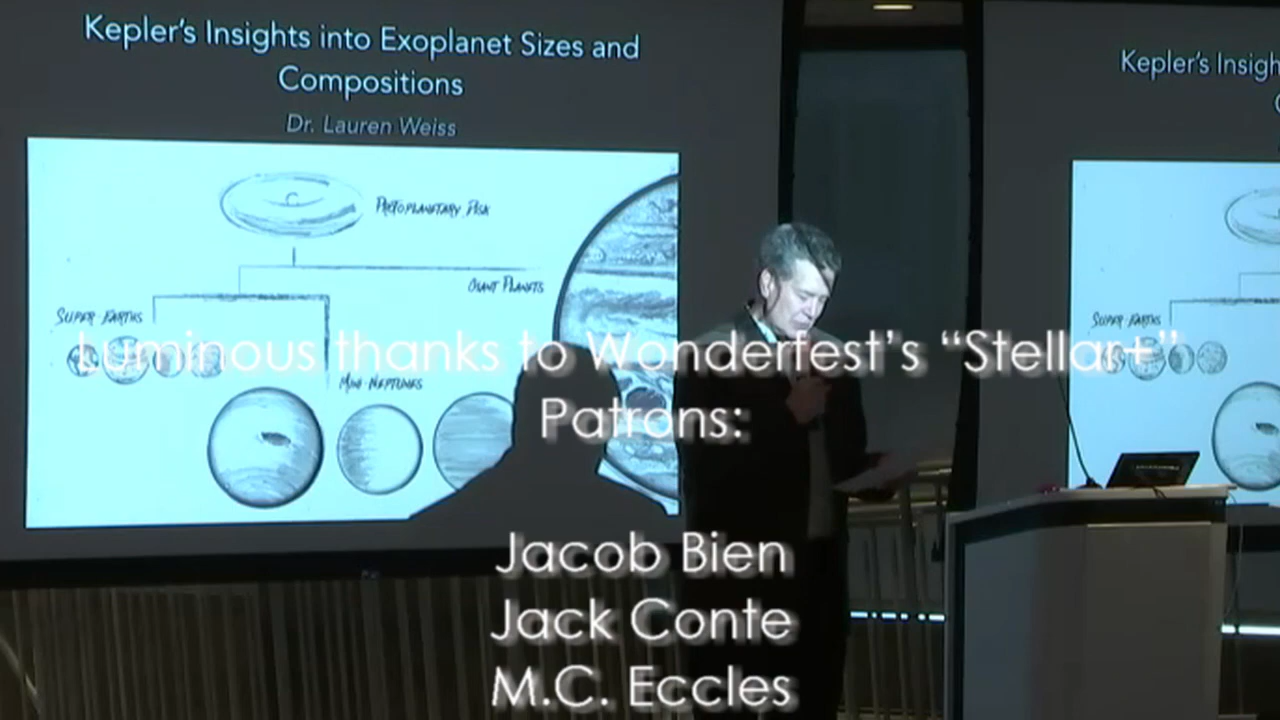 Kepler's Insights into Exoplanet Sizes and
Compositions
Dr. Lauren Weiss
Protoplanetary Disk
Giant Planets
Super Earths
Mini-Neptunes
Kepler's Insigh
Super Earths
Luminous thanks to Wonderfest's “Stellar+”
Patrons:
Jacob Bien
Jack Conte
M.C. Eccles